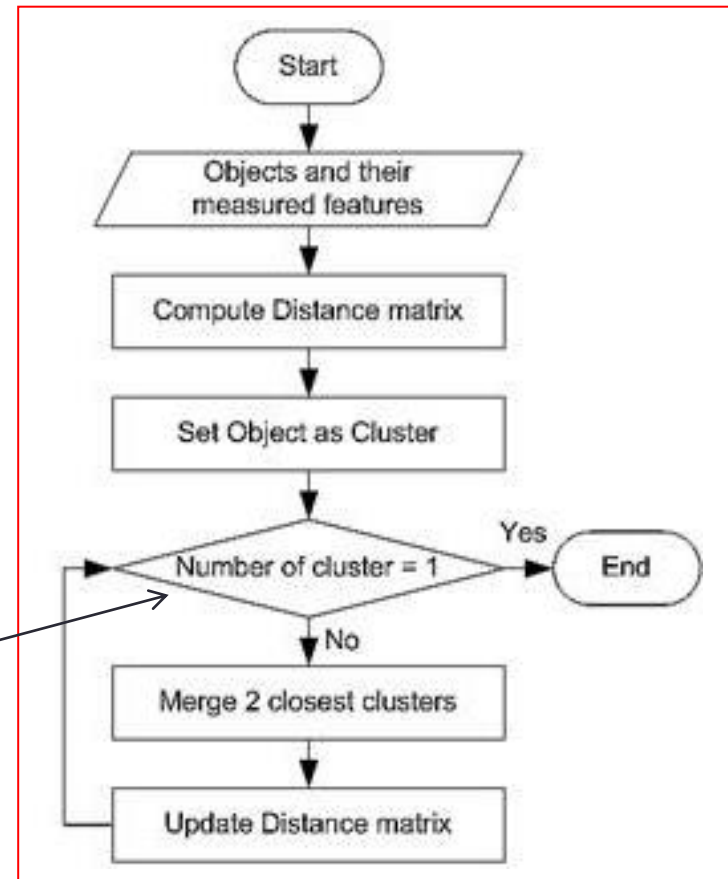 Start
Objects and their
measured features
Compute Distance matrix
Set Object as Cluster
Number of cluster = 1
Yes
End
No
Merge 2 closest clusters
Update Distance matrix